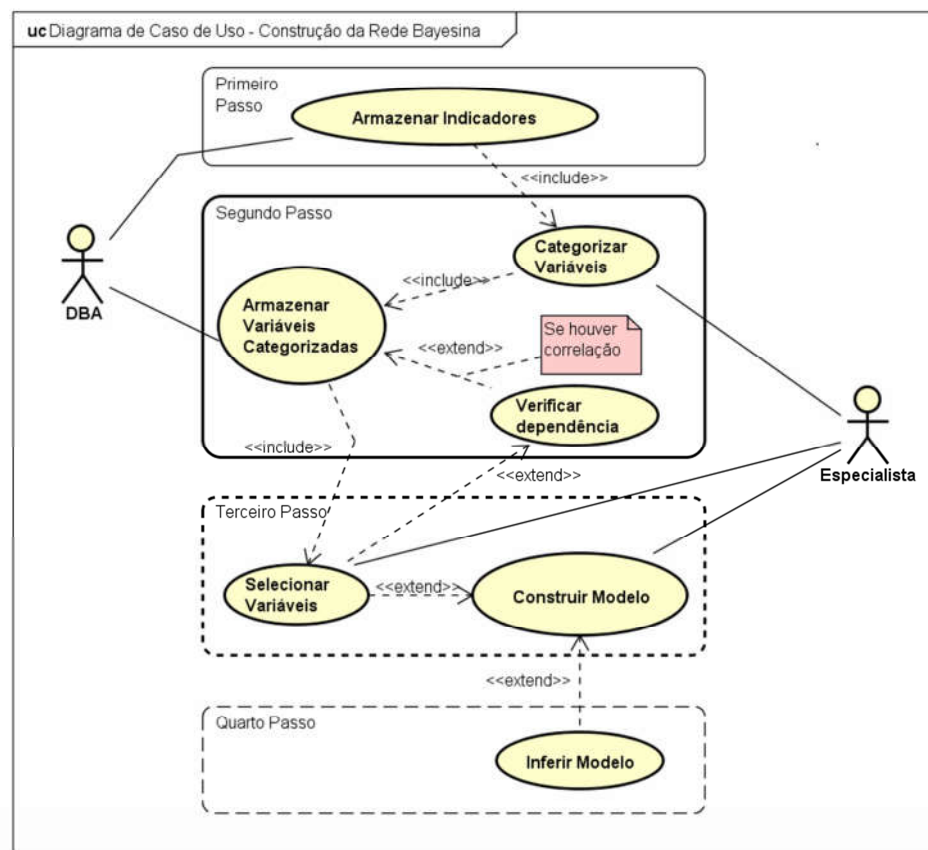 uc Diagrama de Caso de Uso - Construção da Rede Bayesina
Primeiro
Passo
Armazenar Indicadores
<<include>>
Segundo Passo
Categorizar
Variáveis
<<include>>
DBA
Armazenar
Variáveis
Categorizadas
Se houver
correlação
<<extend>>
Verificar
dependência
<<include>>
<<extend>>
Especialista
Terceiro Passo
Selecionar
Variáveis
<<extend>>
Construir Modelo
<<extend>>
Quarto Passo
Inferir Modelo